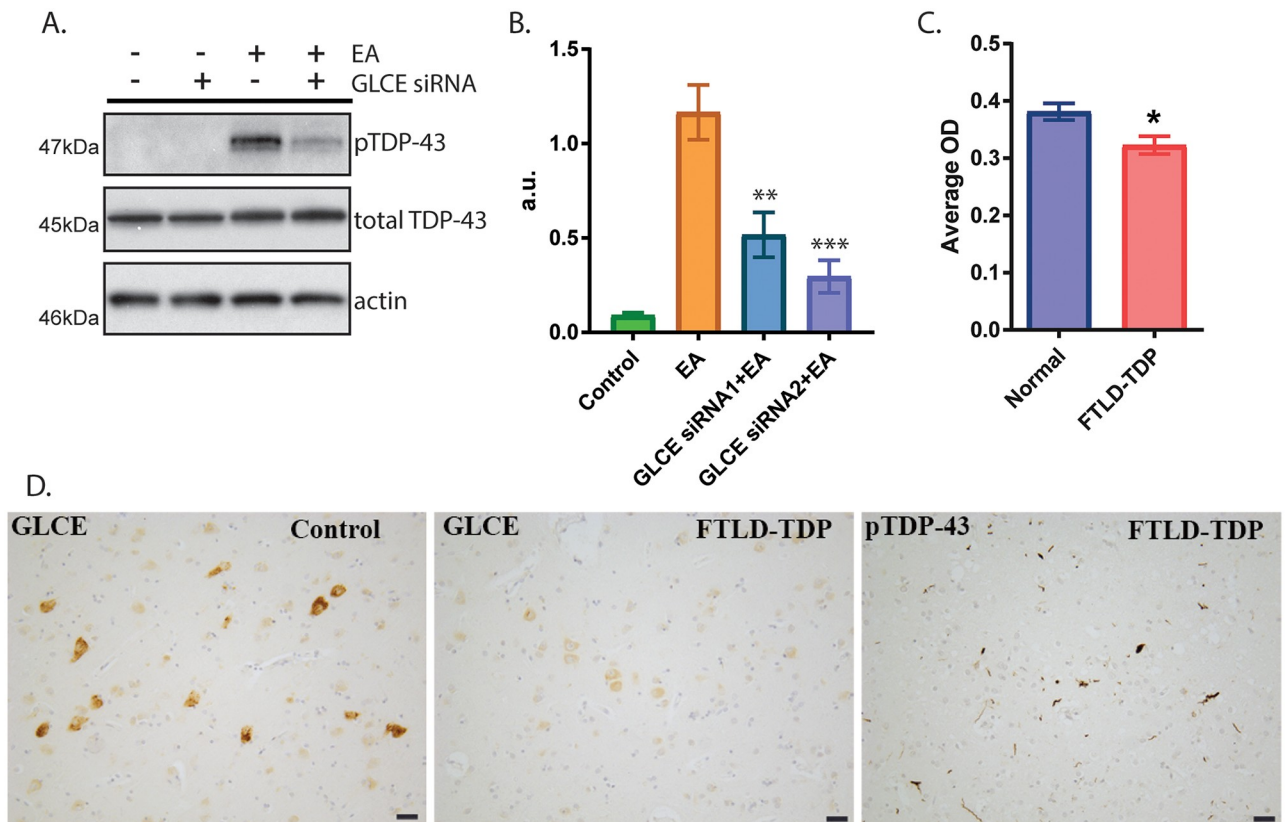 A.
- - + + EA
- + - + GLCE siRNA
47kDa
pTDP-43
45kDa
total TDP-43
46kDa
actin
B.
a.u.
1.5
1.0
0.5
0.0
**
***
Control
EA
GLCE siRNA1+EA
GLCE siRNA2+EA
C.
Average OD
0.5
0.4
0.3
0.2
0.1
0.0
*
Normal
FTLD-TDP
D.
GLCE
Control
GLCE
FTLD-TDP
pTDP-43
FTLD-TDP